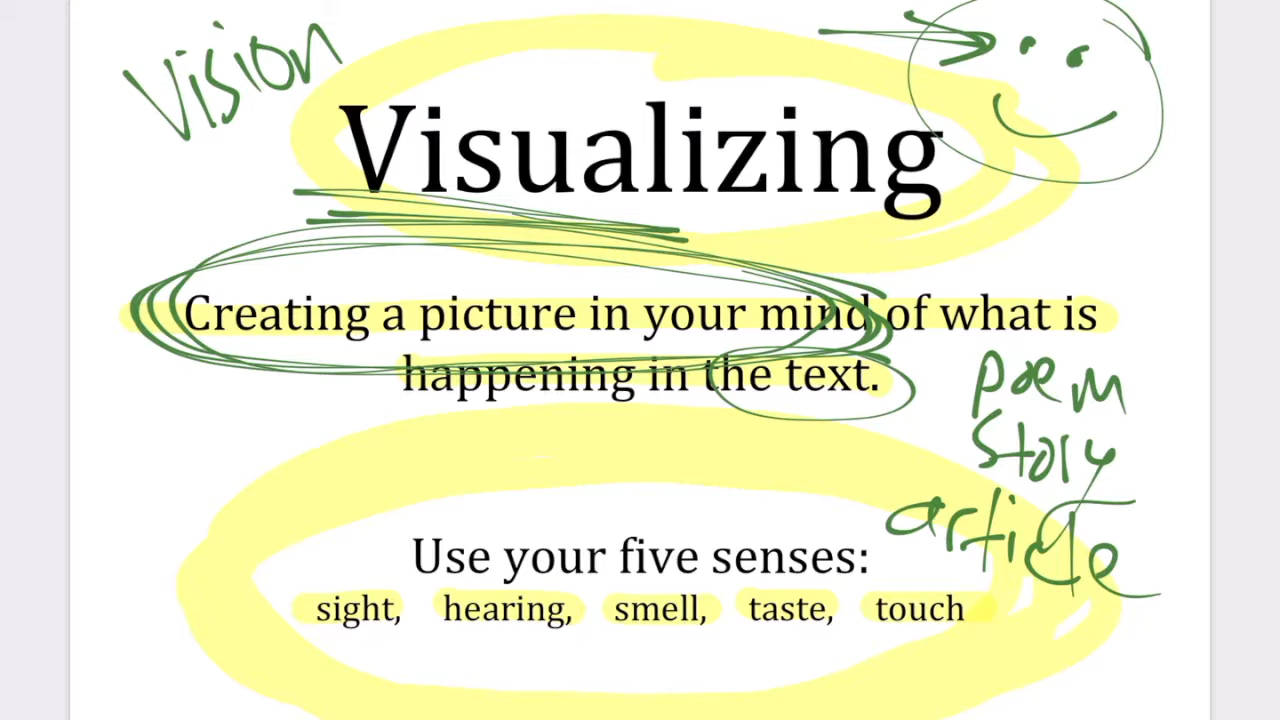 Vision
Visualizing
Creating a picture in your mind of what is
happening in the text.
poem
story
article
Use your five senses:
sight, hearing, smell, taste, touch